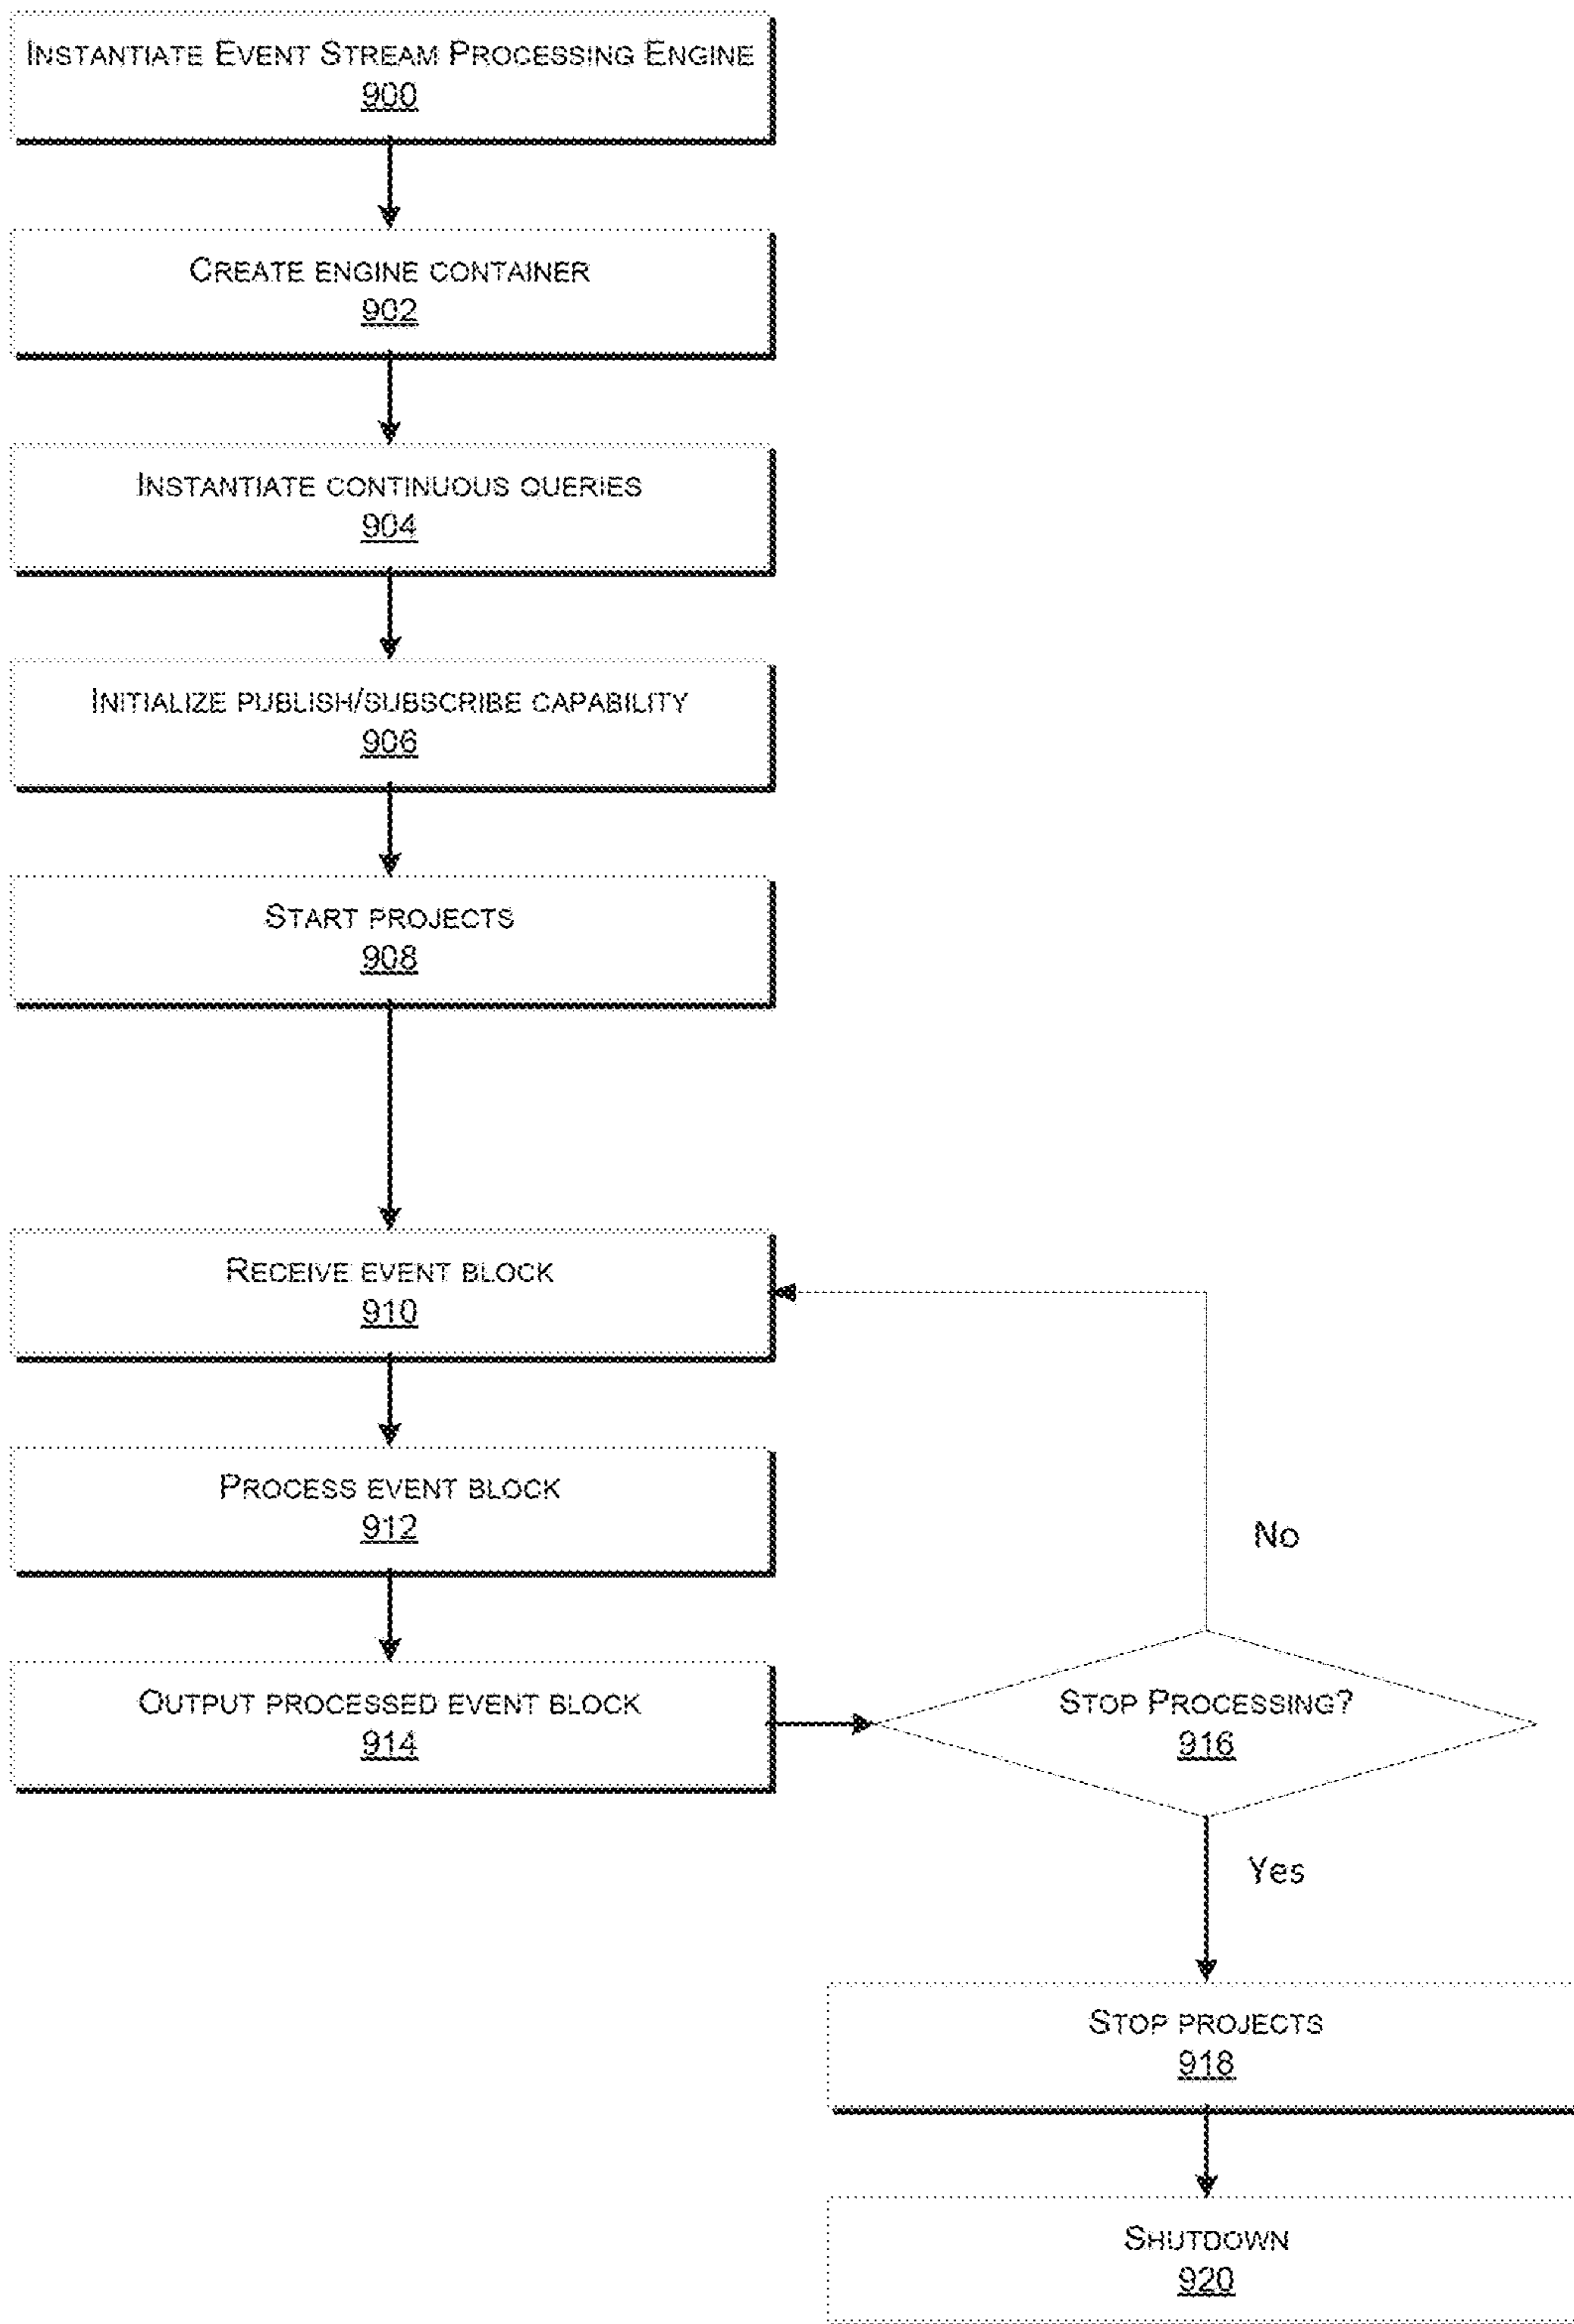 INSTANTIATE EVENT STREAM PROCESSING ENGINE
900
CREATE ENGINE CONTAINER
902
INSTANTIATE CONTINUOUS QUERIES
904
INITIALIZE PUBLISH/SUBSCRIBE CAPABILITY
906
START PROJECTS
908
RECEIVE EVENT BLOCK
910
PROCESS EVENT BLOCK
912
No
OUTPUT PROCESSED EVENT BLOCK
914
STOP PROCESSING?
916
Yes
STOP PROJECTS
918
SHUTDOWN
920